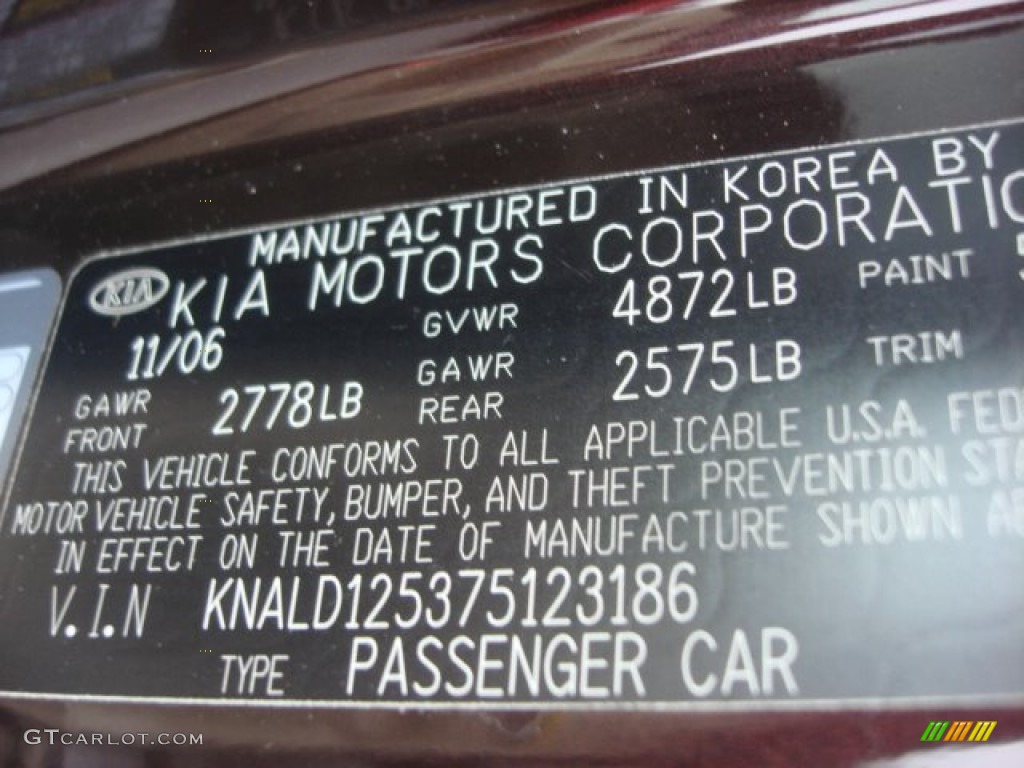 MANUFACTURED IN KOREA BY
KIA KIA MOTORS CORPORATIO
11/06 GVWR 4872LB PAINT 5
GAWR FRONT 2778LB GAWR REAR 2575LB TRIM
THIS VEHICLE CONFORMS TO ALL APPLICABLE U.S.A. FED
MOTOR VEHICLE SAFETY, BUMPER, AND THEFT PREVENTION STA
IN EFFECT ON THE DATE OF MANUFACTURE SHOWN AB
V.I.N KNALD125375123186
TYPE PASSENGER CAR
GTCARLOT.COM